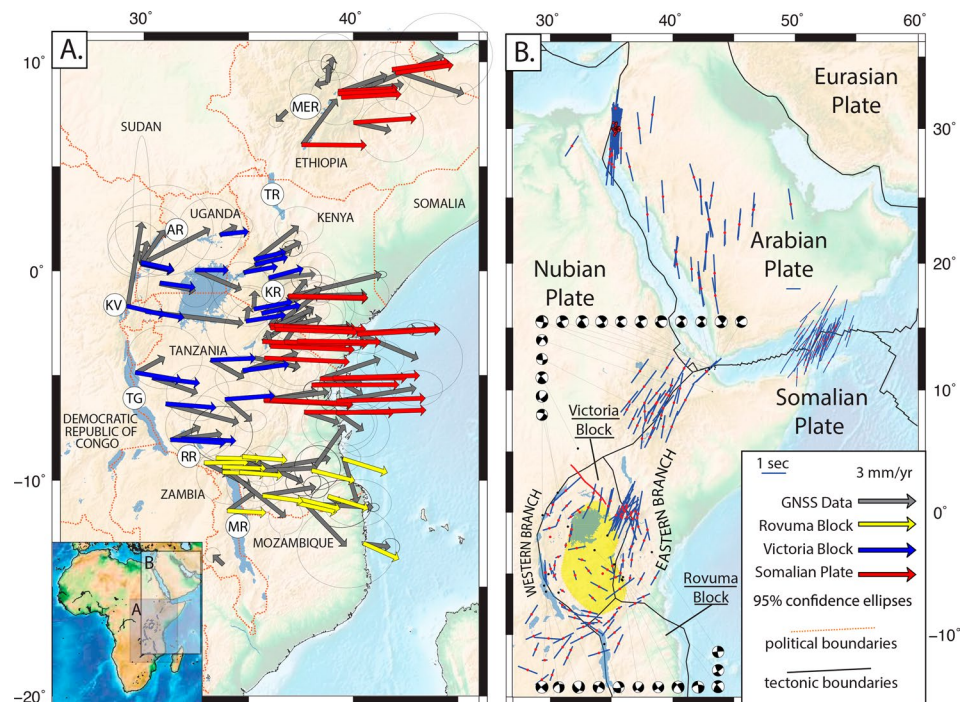 30° 40°
A.
10°
0°
−10°
−20°
SUDAN
MER
ETHIOPIA
TR
UGANDA
KENYA
SOMALIA
AR
KV
KR
TANZANIA
TG
DEMOCRATIC
REPUBLIC OF
CONGO
RR
ZAMBIA
MR
MOZAMBIQUE
A
B
30° 40° 50° 60°
B.
30°
20°
10°
0°
−10°
Eurasian
Plate
Arabian
Plate
Nubian
Plate
Somalian
Plate
Victoria
Block
WESTERN BRANCH
EASTERN BRANCH
Rovuma
Block
1 sec 3 mm/yr
GNSS Data
Rovuma Block
Victoria Block
Somalian Plate
95% confidence ellipses
political boundaries
tectonic boundaries